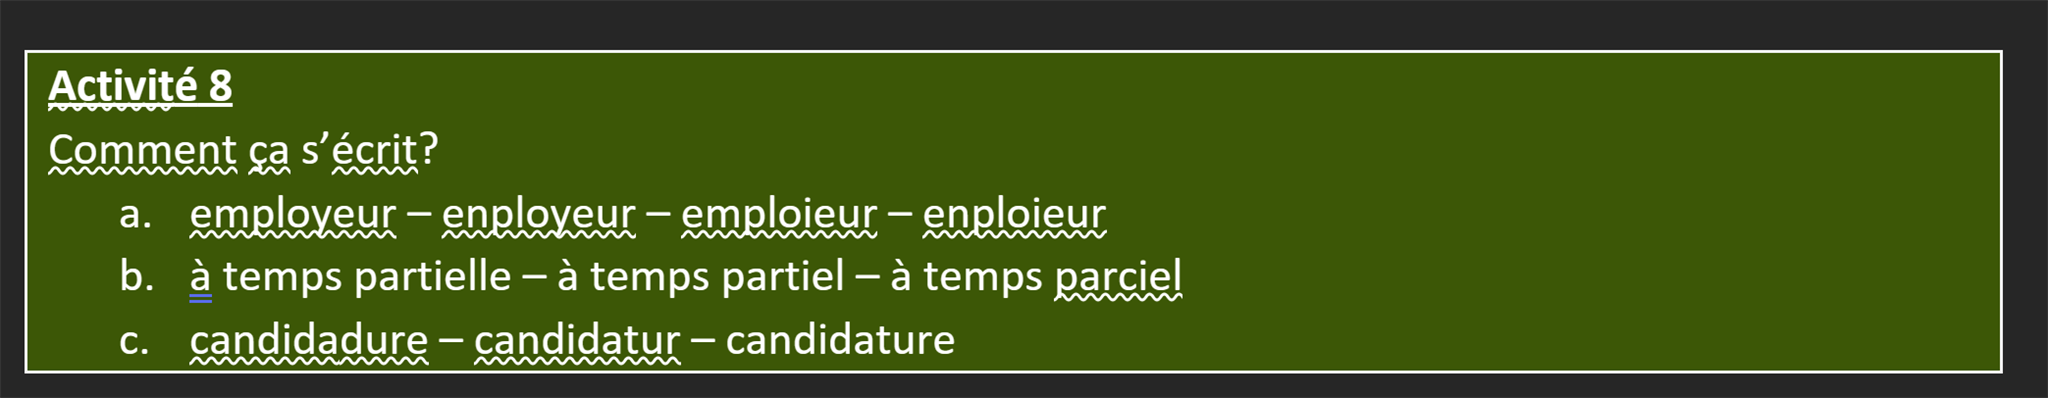 Activité 8
Comment ça s’écrit?
a. employeur – enployeur – emploieur – enploieur
b. à temps partielle – à temps partiel – à temps parciel
c. candidadure – candidatur – candidature